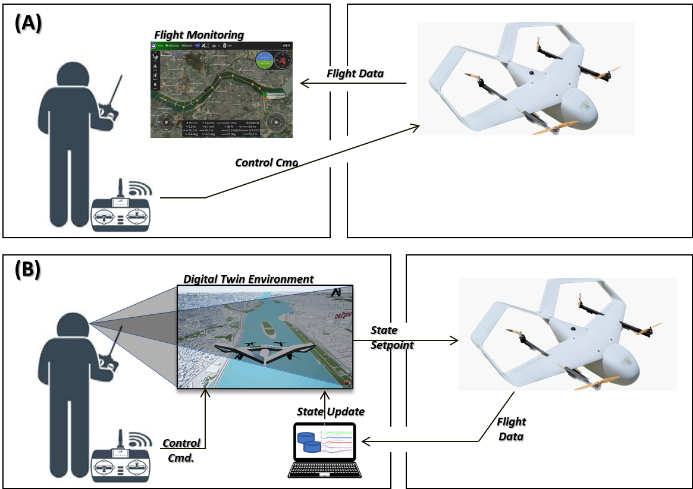 (A)
Flight Monitoring
Flight Data
Control Cmd
(B)
Digital Twin Environment
State
Setpoint
State Update
Control
Cmd.
Flight
Data